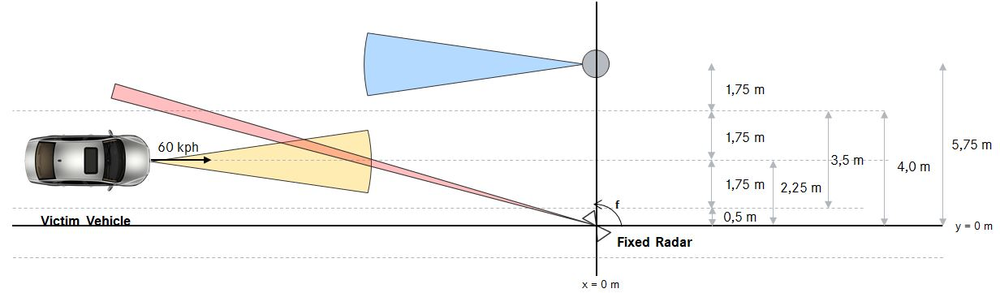 1,75 m
60 kph
1,75 m
5,75 m
3,5 m
4,0 m
1,75 m
2,25 m
f
0,5 m
Victim Vehicle
y = 0 m
Fixed Radar
x = 0 m